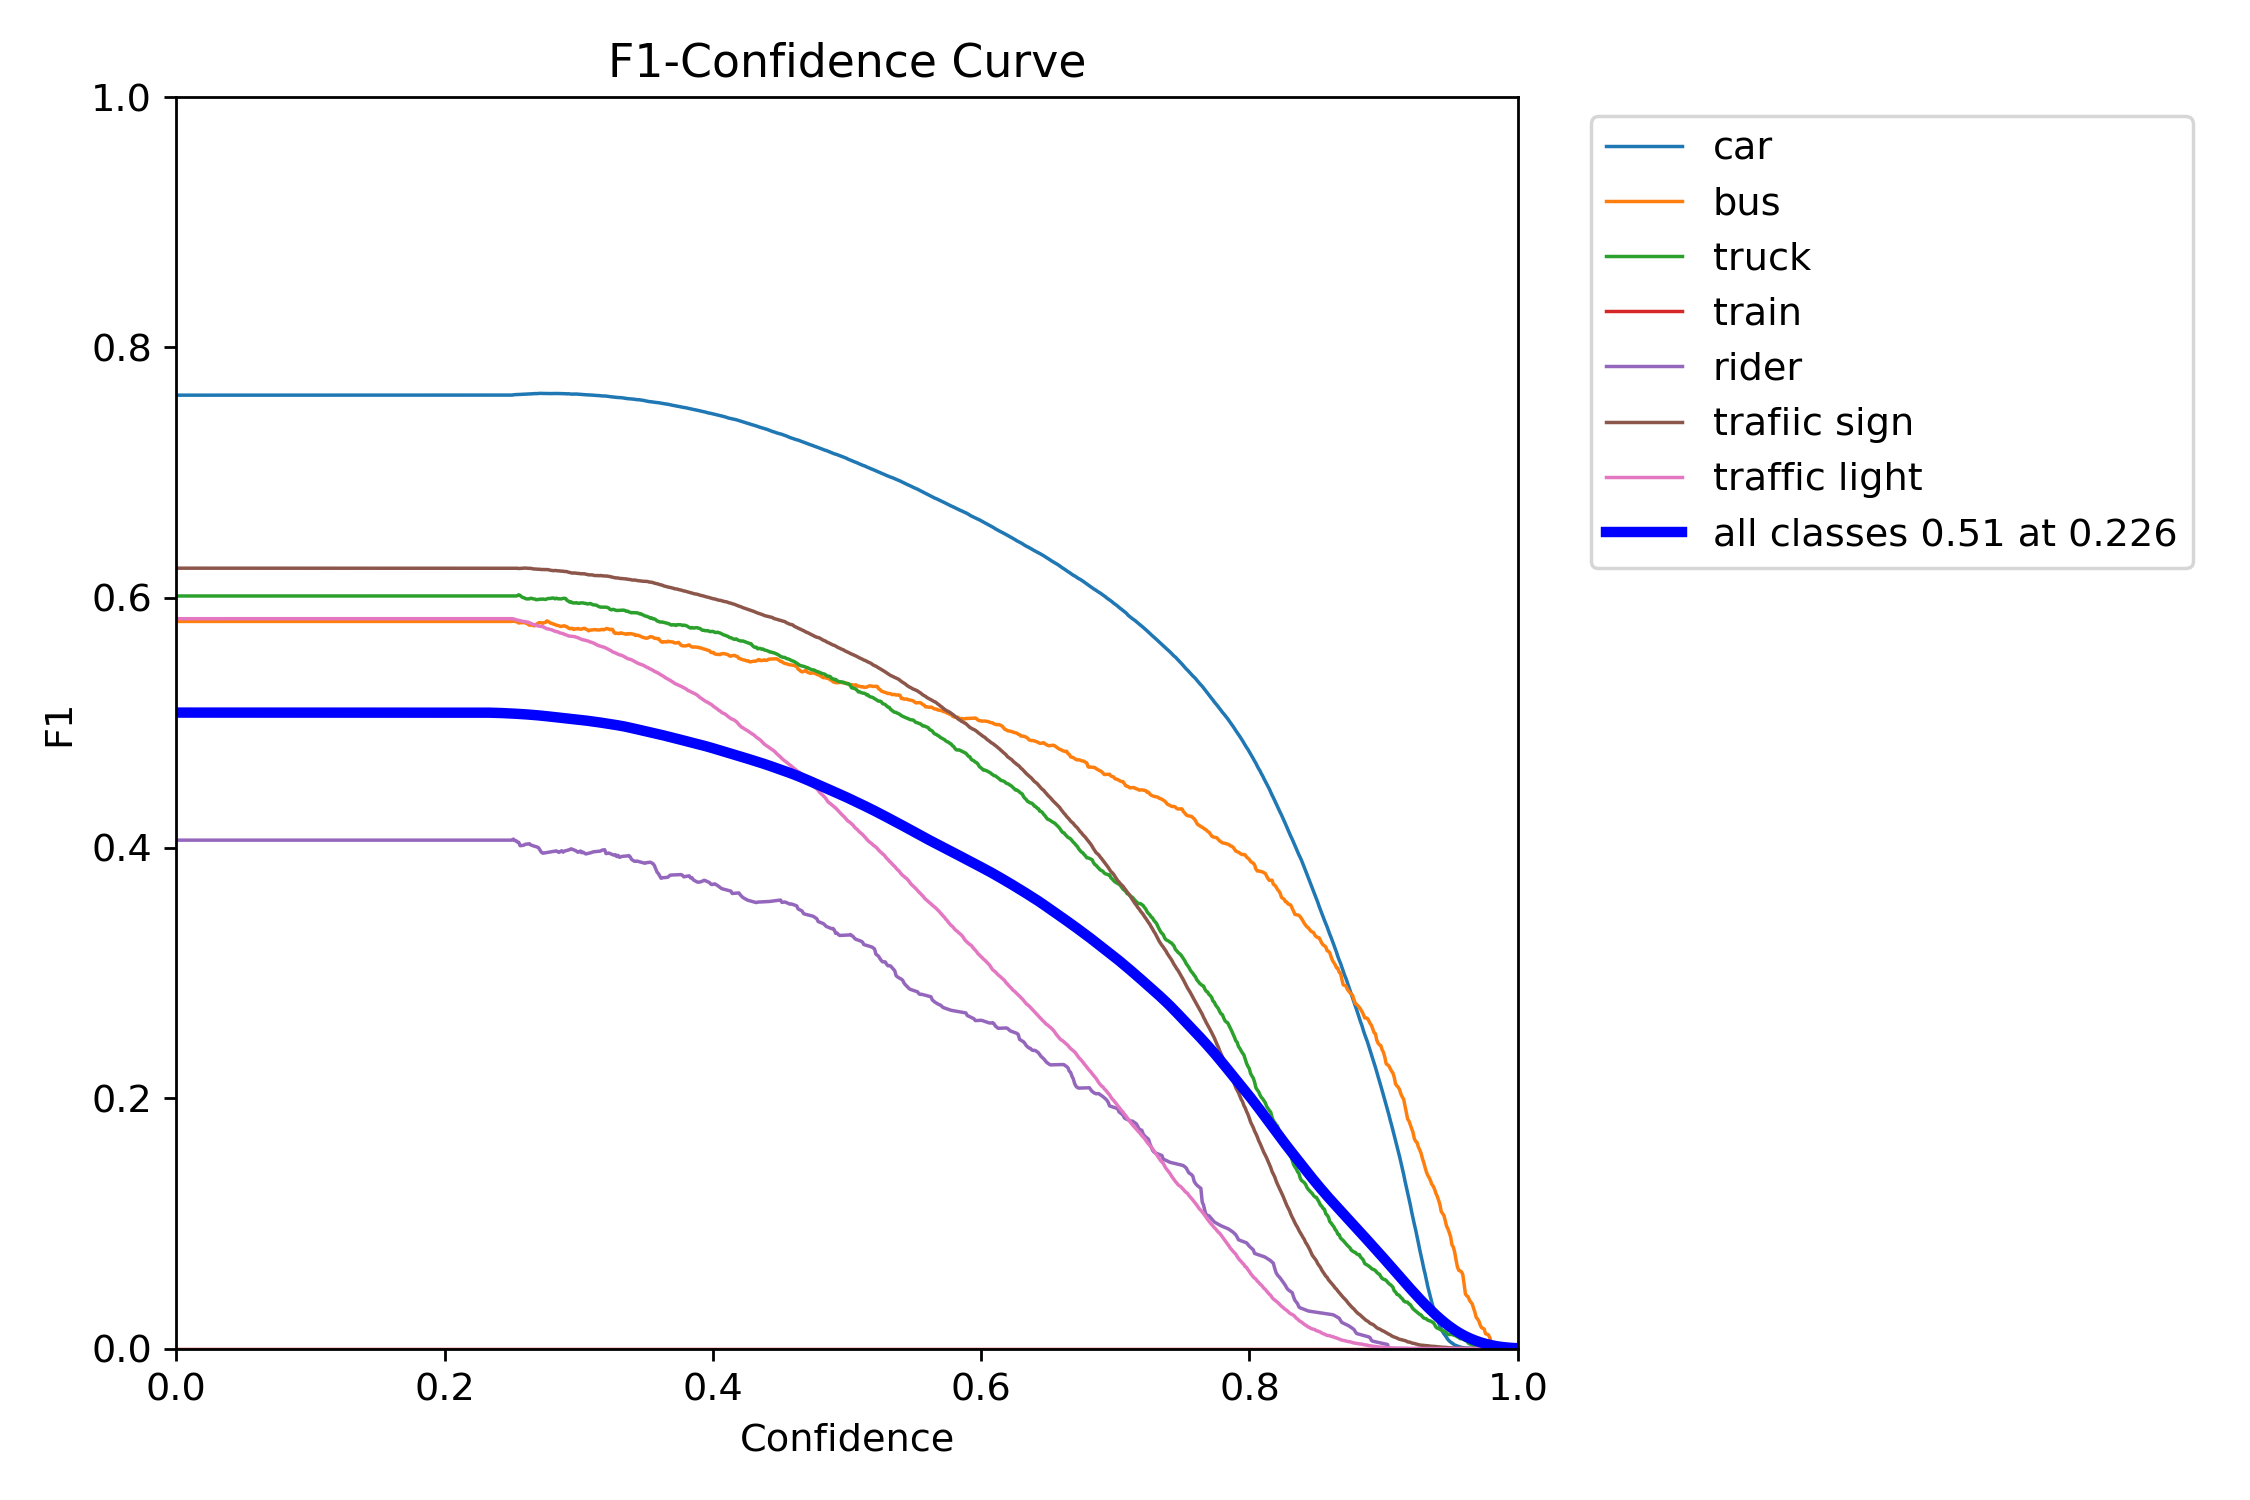 F1-Confidence Curve
1.0
0.8
0.6
0.4
0.2
0.0
F1
0.0 0.2 0.4 0.6 0.8 1.0
Confidence
car
bus
truck
train
rider
trafiic sign
traffic light
all classes 0.51 at 0.226